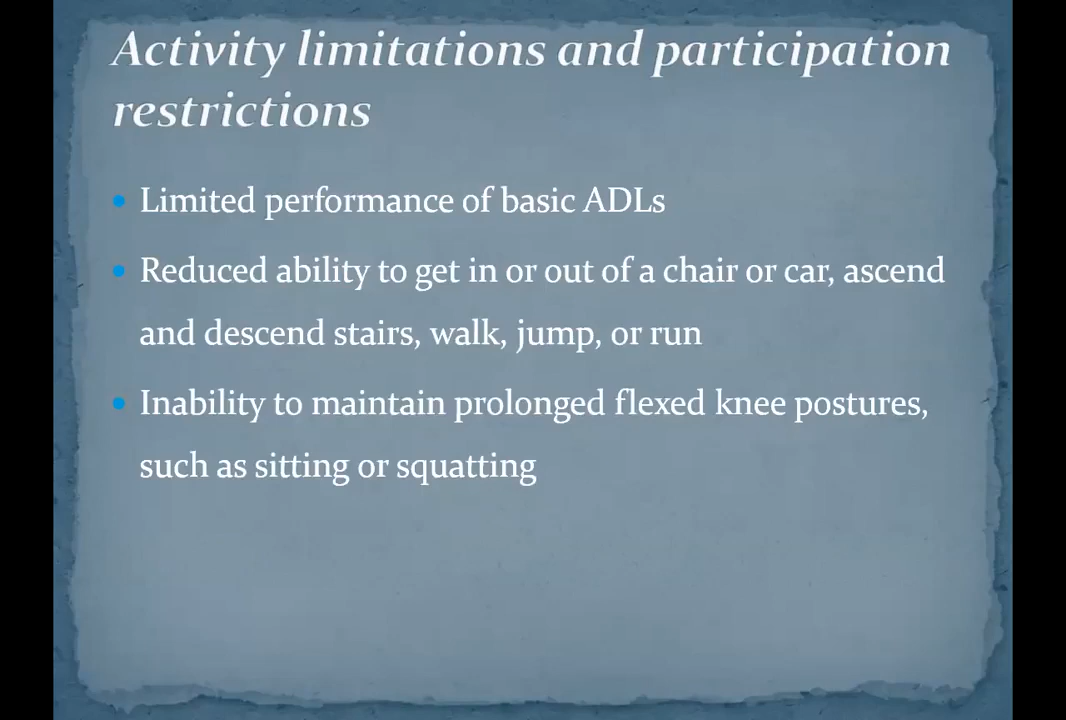 Activity limitations and participation
restrictions
• Limited performance of basic ADLs
• Reduced ability to get in or out of a chair or car, ascend
and descend stairs, walk, jump, or run
• Inability to maintain prolonged flexed knee postures,
such as sitting or squatting